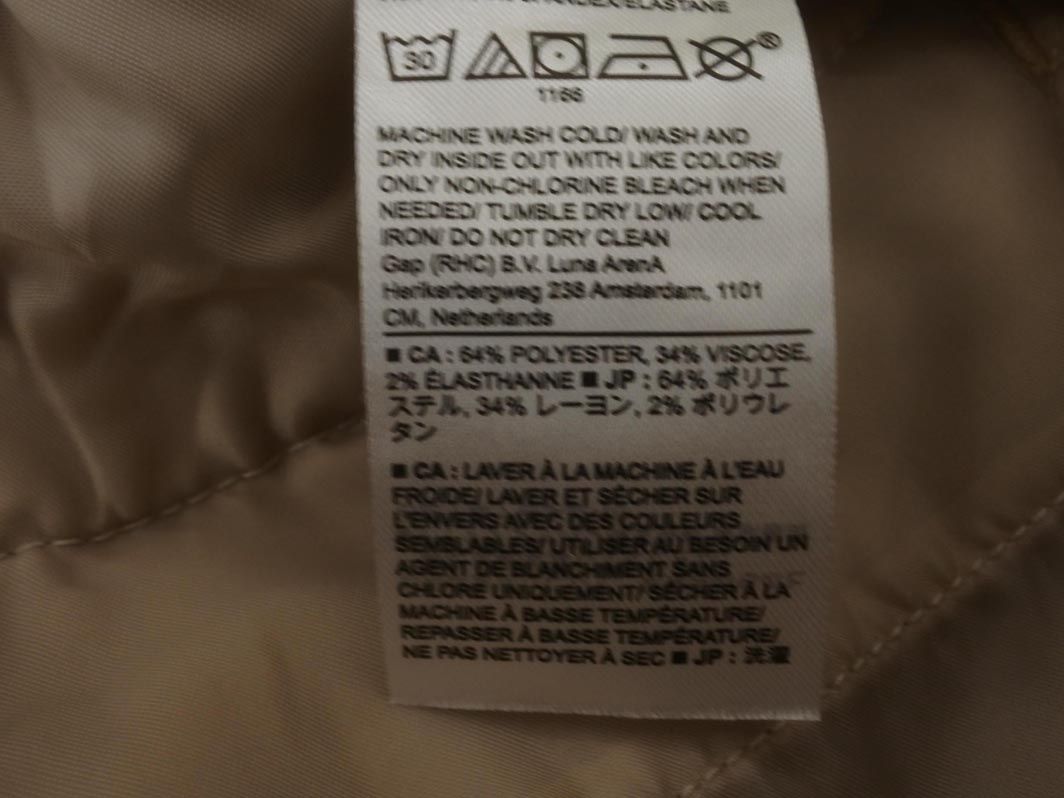 SPANDEX/ELASTANE
30
®
1166
MACHINE WASH COLD/ WASH AND
DRY INSIDE OUT WITH LIKE COLORS/
ONLY NON-CHLORINE BLEACH WHEN
NEEDED/ TUMBLE DRY LOW/ COOL
IRON/ DO NOT DRY CLEAN
Gap (RHC) B.V. Luna ArenA
Herikerbergweg 238 Amsterdam, 1101
CM, Netherlands
■ CA : 64% POLYESTER, 34% VISCOSE,
2% ÉLASTHANNE ■ JP : 64% ポリエ
ステル, 34% レーヨン, 2% ポリウレ
タン
■ CA : LAVER À LA MACHINE À L'EAU
FROIDE/ LAVER ET SÉCHER SUR
L'ENVERS AVEC DES COULEURS
SEMBLABLES/ UTILISER AU BESOIN UN
AGENT DE BLANCHIMENT SANS
CHLORE UNIQUEMENT/ SÉCHER À LA
MACHINE À BASSE TEMPÉRATURE/
REPASSER À BASSE TEMPÉRATURE/
NE PAS NETTOYER À SEC ■ JP : 洗濯